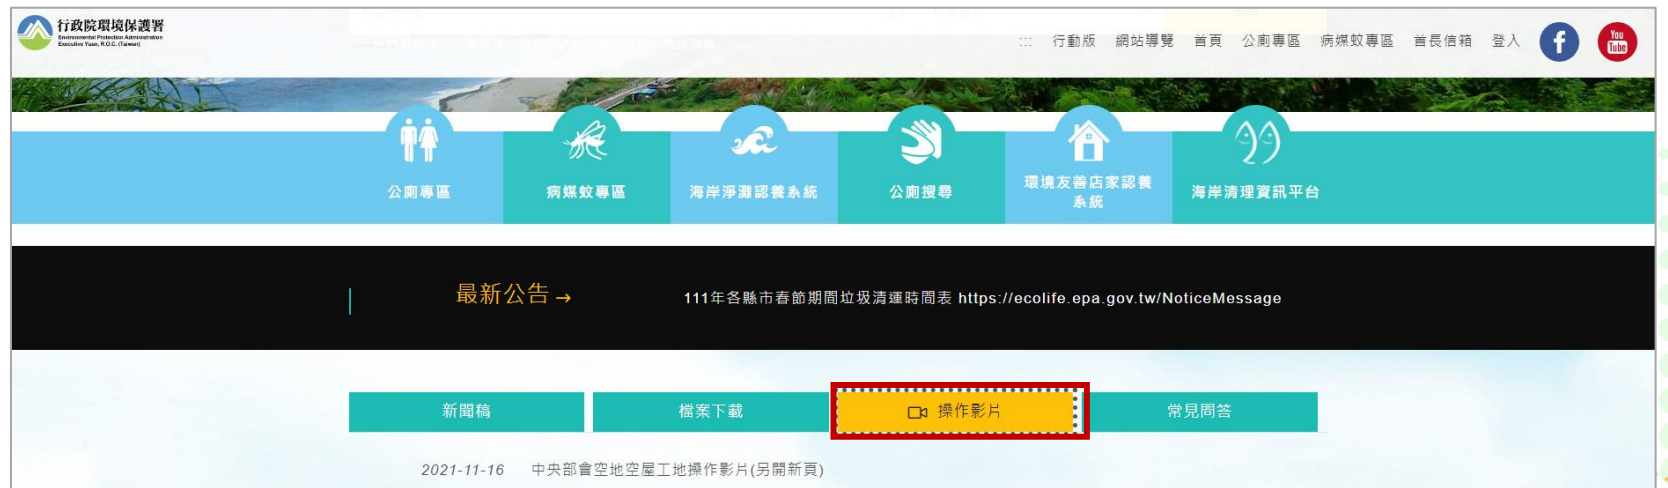 行政院環境保護署
Environmental Protection Administration
Executive Yuan, R.O.C. (Taiwan)
::: 行動版 網站導覽 首頁 公廁專區 病媒蚊專區 首長信箱 登入
You Tube
公廁專區
病媒蚊專區
海岸淨灘認養系統
公廁搜尋
環境友善店家認養
系統
海岸清理資訊平台
最新公告→
111年各縣市春節期間垃圾清運時間表 https://ecolife.epa.gov.tw/NoticeMessage
新聞稿
檔案下載
操作影片
常見問答
2021-11-16 中央部會空地空屋工地操作影片(另開新頁)